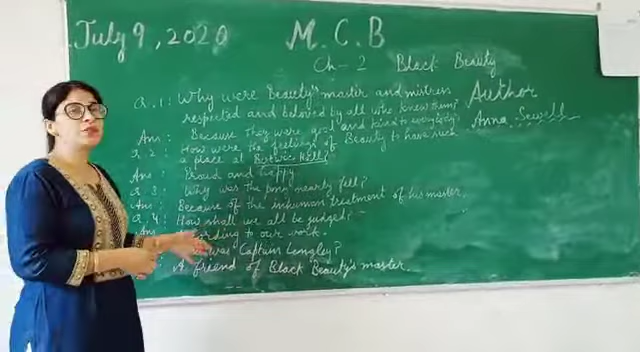 July 9, 2020
M. C. B
Ch - 2 Black Beauty
Author
Anna Sewell
Q.1: Why were Beauty's master and mistress
respected and beloved by all who knew them?
Ans: Because they were good and kind to everybody.
Q.2: How were the feelings of Beauty to have such
a place at Birtwic Hall?
Ans: Proud and happy
Q.3: Why was the pony nearly fell?
Ans: Because of the inhuman treatment of his master.
Q.4: How shall we all be judged?
Ans: according to our work.
was Captain Langley?
A friend of Black Beauty's master.